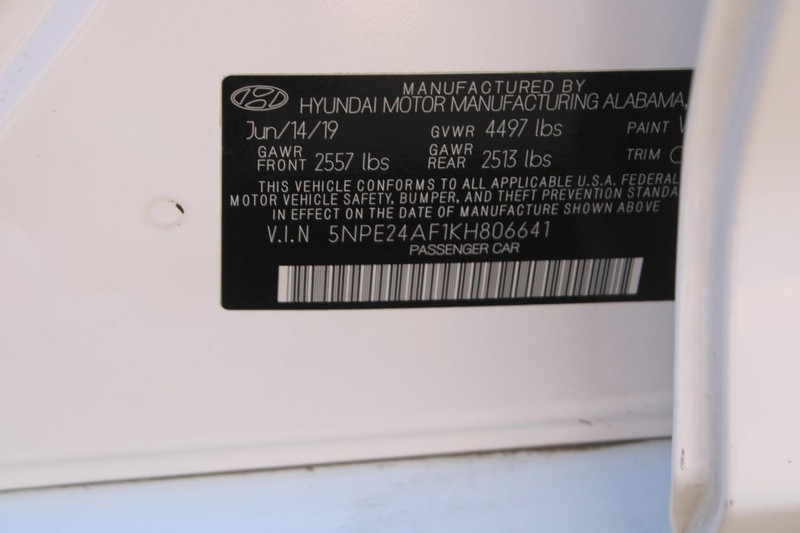 MANUFACTURED BY
HYUNDAI MOTOR MANUFACTURING ALABAMA,
Jun/14/19 GVWR 4497 lbs PAINT
GAWR FRONT 2557 lbs GAWR REAR 2513 lbs TRIM
THIS VEHICLE CONFORMS TO ALL APPLICABLE U.S.A. FEDERAL
MOTOR VEHICLE SAFETY, BUMPER, AND THEFT PREVENTION STANDA
IN EFFECT ON THE DATE OF MANUFACTURE SHOWN ABOVE
V.I.N 5NPE24AF1KH806641
PASSENGER CAR